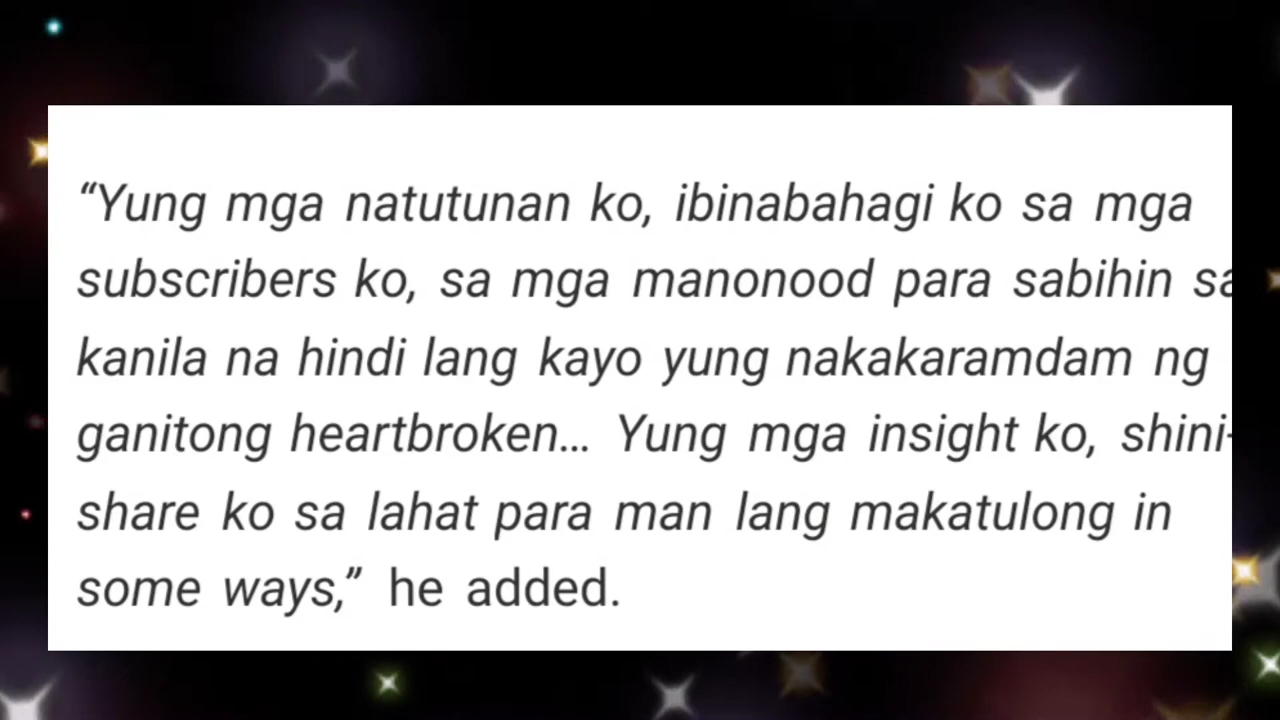 “Yung mga natutunan ko, ibinabahagi ko sa mga
subscribers ko, sa mga manonood para sabihin sa
kanila na hindi lang kayo yung nakakaramdam ng
ganitong heartbroken… Yung mga insight ko, shini-
share ko sa lahat para man lang makatulong in
some ways,” he added.